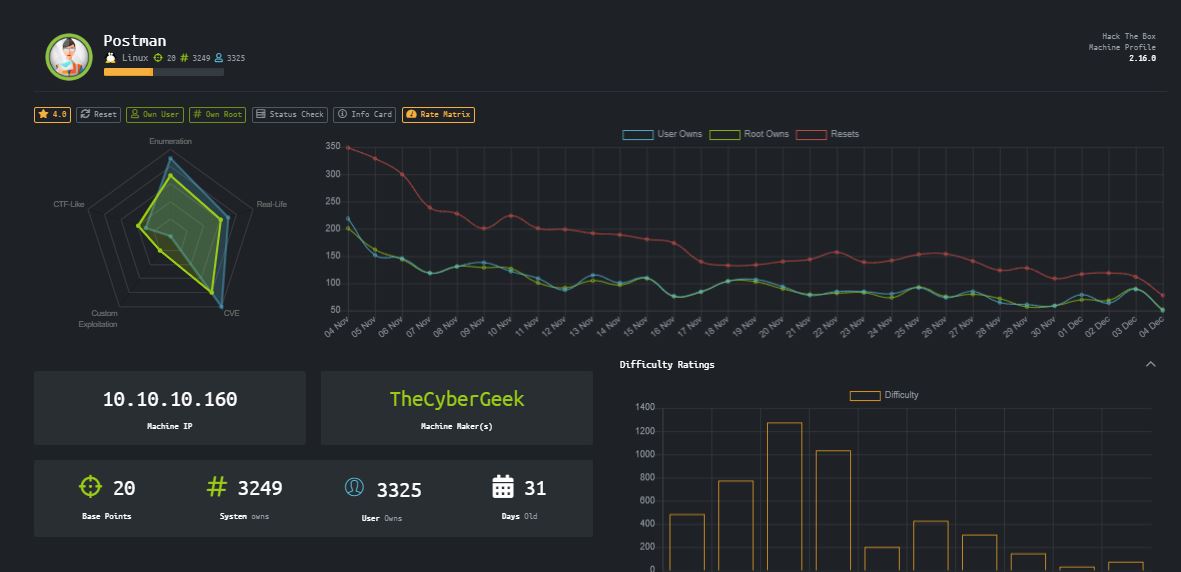 Postman
Linux 20 # 3249 3325
Hack The Box
Machine Profile
2.16.0
4.0 Reset Own User # Own Root Status Check Info Card Rate Matrix
Enumeration
CTF-Like
Real-Life
Custom
Exploitation
CVE
User Owns Root Owns Resets
350
300
250
200
150
100
50
04 Nov 05 Nov 06 Nov 07 Nov 08 Nov 09 Nov 10 Nov 11 Nov 12 Nov 13 Nov 14 Nov 15 Nov 16 Nov 17 Nov 18 Nov 19 Nov 20 Nov 21 Nov 22 Nov 23 Nov 24 Nov 25 Nov 26 Nov 27 Nov 28 Nov 29 Nov 30 Nov 01 Dec 02 Dec 03 Dec 04 Dec
10.10.10.160
Machine IP
TheCyberGeek
Machine Maker(s)
20
Base Points
# 3249
System owns
3325
User Owns
31
Days Old
Difficulty Ratings
Difficulty
1400
1200
1000
800
600
400
200
0